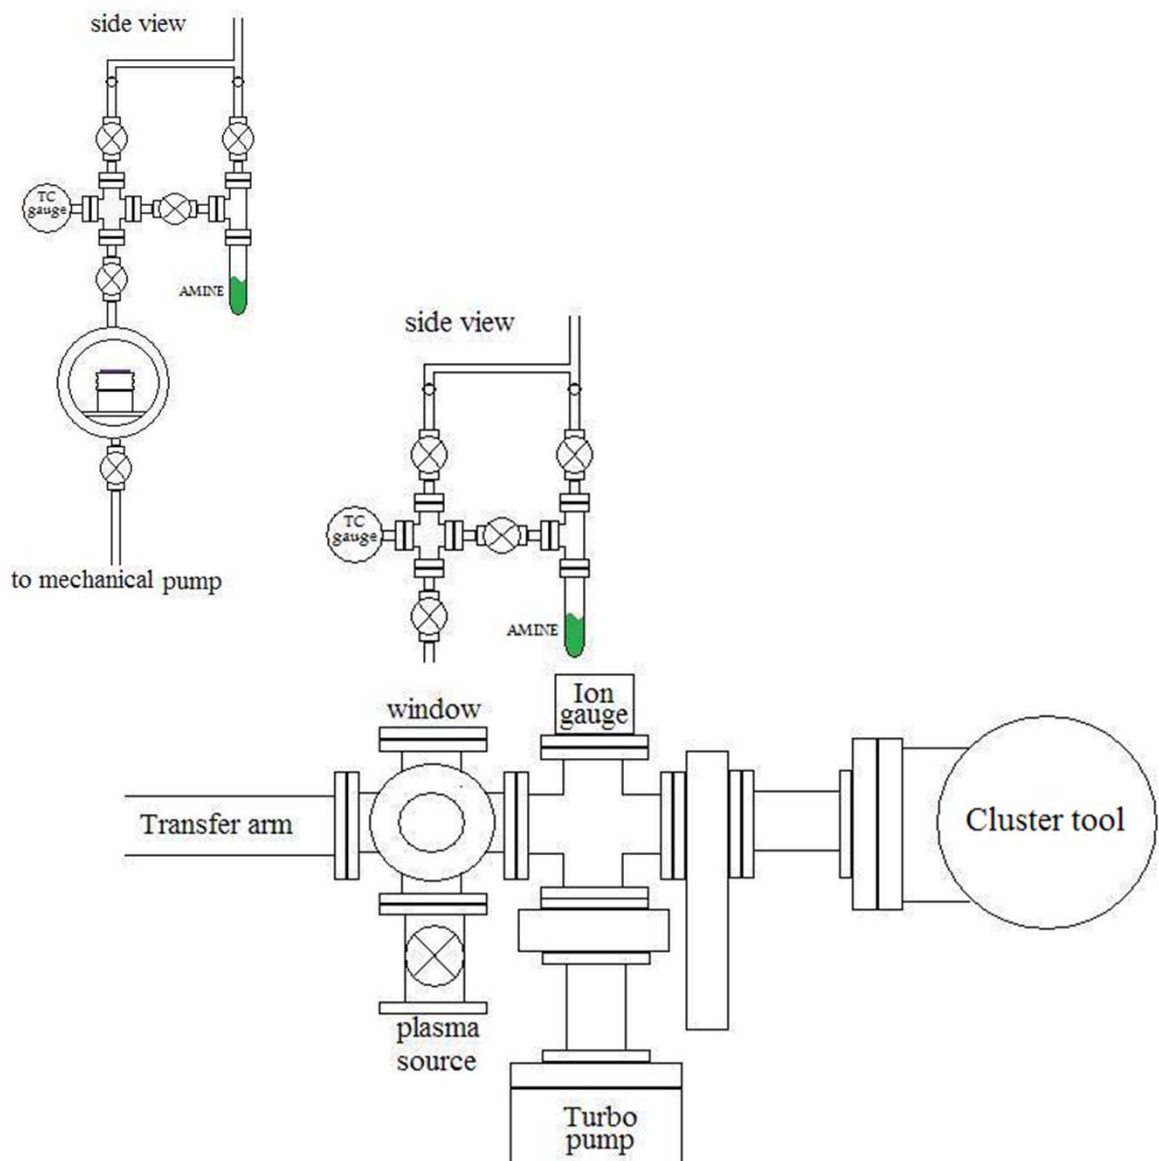 side view
TC
gauge
AMINE
to mechanical pump
side view
TC
gauge
AMINE
window
Ion
gauge
Transfer arm
Cluster tool
plasma
source
Turbo
pump